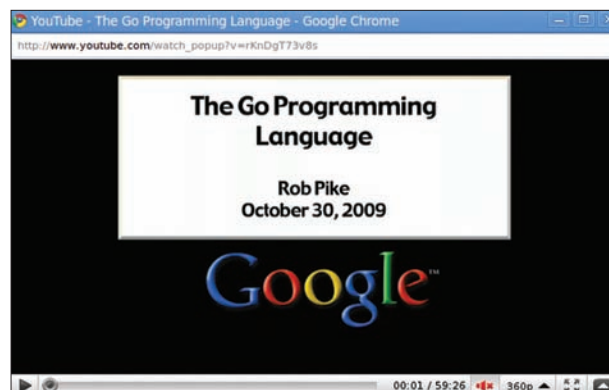 YouTube - The Go Programming Language - Google Chrome
http://www.youtube.com/watch_popup?v=rKnDgT73v8s
The Go Programming
Language
Rob Pike
October 30, 2009
Google™
00:01 / 59:26 360p